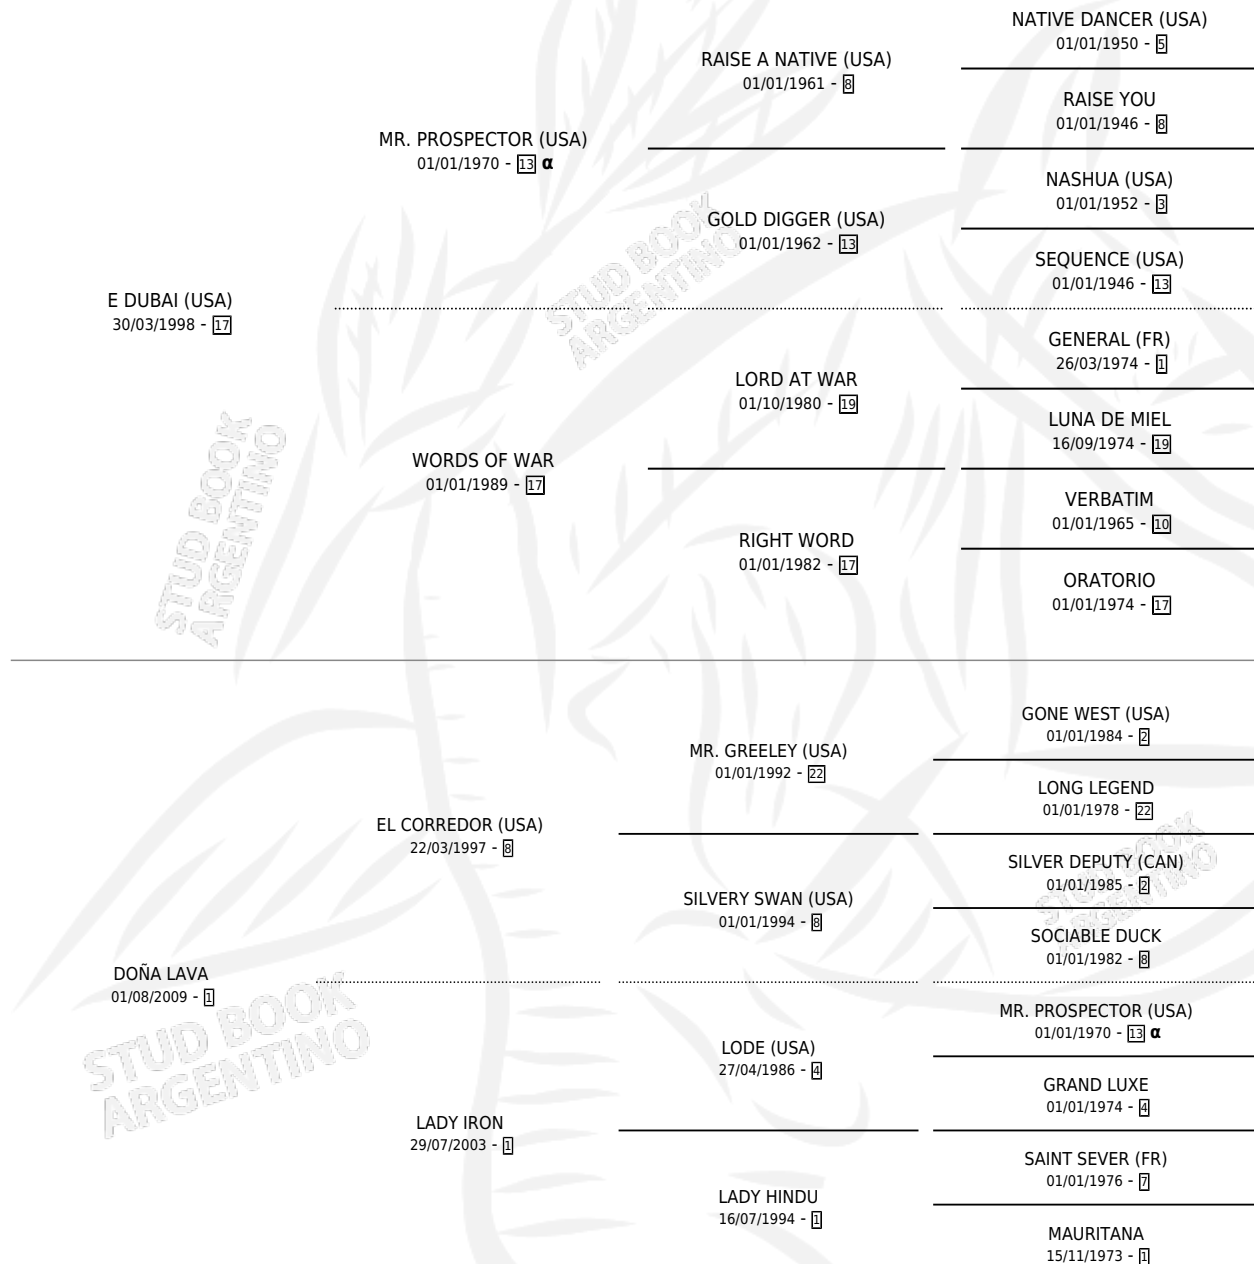 NATIVE DANCER (USA)
01/01/1950 - 5
RAISE A NATIVE (USA)
01/01/1961 - 8
RAISE YOU
01/01/1946 - 8
MR. PROSPECTOR (USA)
01/01/1970 - 13 α
NASHUA (USA)
01/01/1952 - 3
GOLD DIGGER (USA)
01/01/1962 - 13
SEQUENCE (USA)
01/01/1946 - 13
E DUBAI (USA)
30/03/1998 - 17
GENERAL (FR)
26/03/1974 - 1
LORD AT WAR
01/10/1980 - 19
LUNA DE MIEL
16/09/1974 - 19
WORDS OF WAR
01/01/1989 - 17
VERBATIM
01/01/1965 - 10
RIGHT WORD
01/01/1982 - 17
ORATORIO
01/01/1974 - 17
GONE WEST (USA)
01/01/1984 - 2
MR. GREELEY (USA)
01/01/1992 - 22
LONG LEGEND
01/01/1978 - 22
EL CORREDOR (USA)
22/03/1997 - 8
SILVER DEPUTY (CAN)
01/01/1985 - 2
SILVERY SWAN (USA)
01/01/1994 - 8
SOCIABLE DUCK
01/01/1982 - 8
DOÑA LAVA
01/08/2009 - 1
MR. PROSPECTOR (USA)
01/01/1970 - 13 α
LODE (USA)
27/04/1986 - 4
GRAND LUXE
01/01/1974 - 4
LADY IRON
29/07/2003 - 1
SAINT SEVER (FR)
01/01/1976 - 7
LADY HINDU
16/07/1994 - 1
MAURITANA
15/11/1973 - 1
STUD BOOK
ARGENTINO
STUD BOOK
ARGENTINO
STUD BOOK
ARGENTINO
STUD BOOK
ARGENTINO